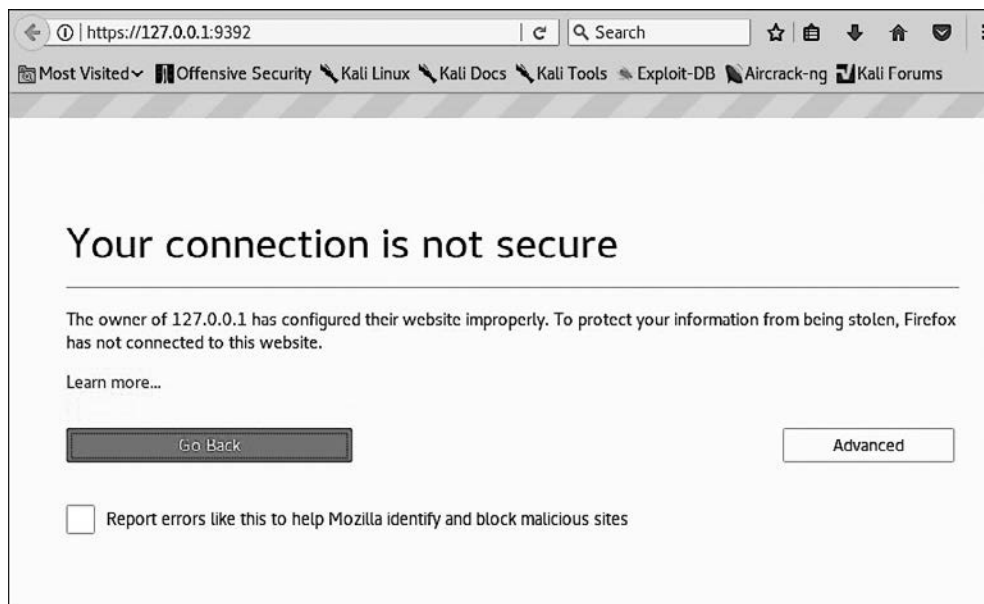 https://127.0.0.1:9392 Search
Most Visited Offensive Security Kali Linux Kali Docs Kali Tools Exploit-DB Aircrack-ng Kali Forums
Your connection is not secure
The owner of 127.0.0.1 has configured their website improperly. To protect your information from being stolen, Firefox
has not connected to this website.
Learn more...
Go Back Advanced
Report errors like this to help Mozilla identify and block malicious sites